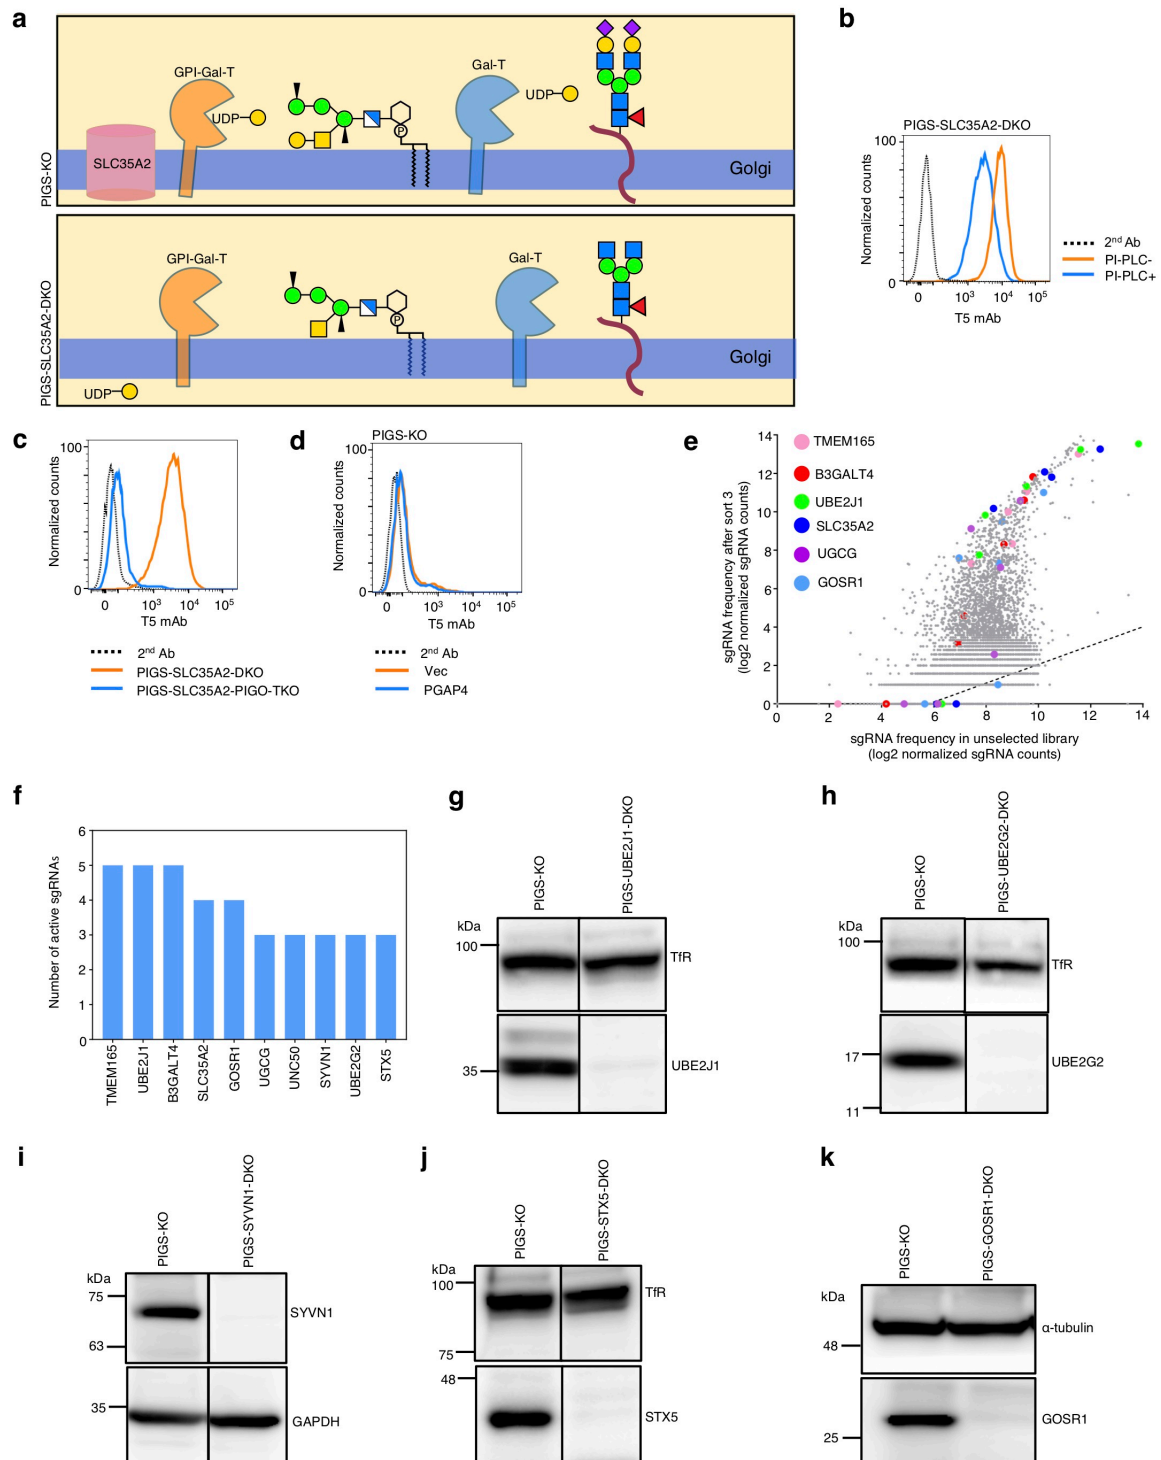 a
PIGS-KO
SLC35A2
GPI-Gal-T
UDP
P
Gal-T
UDP
Golgi
PIGS-SLC35A2-DKO
GPI-Gal-T
P
Gal-T
Golgi
UDP
b
PIGS-SLC35A2-DKO
100
0
Normalized counts
0 10³ 10⁴ 10⁵
T5 mAb
2nd Ab
PI-PLC-
PI-PLC+
c
100
0
Normalized counts
0 10³ 10⁴ 10⁵
T5 mAb
2nd Ab
PIGS-SLC35A2-DKO
PIGS-SLC35A2-PIGO-TKO
d
PIGS-KO
100
0
Normalized counts
0 10³ 10⁴ 10⁵
T5 mAb
2nd Ab
Vec
PGAP4
e
TMEM165
B3GALT4
UBE2J1
SLC35A2
UGCG
GOSR1
sgRNA frequency after sort 3
(log2 normalized sgRNA counts)
14
12
10
8
6
4
2
0
0 2 4 6 8 10 12 14
sgRNA frequency in unselected library
(log2 normalized sgRNA counts)
f
Number of active sgRNAs
6
5
4
3
2
1
0
TMEM165
UBE2J1
B3GALT4
SLC35A2
GOSR1
UGCG
UNC50
SYVN1
UBE2G2
STX5
g
PIGS-KO
PIGS-UBE2J1-DKO
kDa
100
TfR
35
UBE2J1
h
PIGS-KO
PIGS-UBE2G2-DKO
kDa
100
TfR
17
UBE2G2
11
i
PIGS-KO
PIGS-SYVN1-DKO
kDa
75
SYVN1
63
35
GAPDH
j
PIGS-KO
PIGS-STX5-DKO
kDa
100
TfR
75
48
STX5
k
PIGS-KO
PIGS-GOSR1-DKO
kDa
α-tubulin
48
GOSR1
25